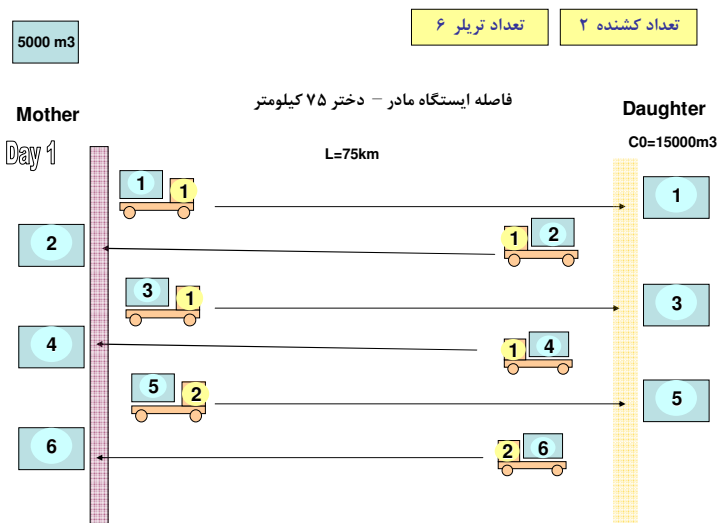 5000 m3
تعداد تریلر ۶
تعداد کشنده ۲
فاصله ایستگاه مادر – دختر ۷۵ کیلومتر
Mother
Daughter
Day 1
L=75km
C0=15000m3
1 1
1
2
1 2
3 1
3
4
1 4
5 2
5
6
2 6